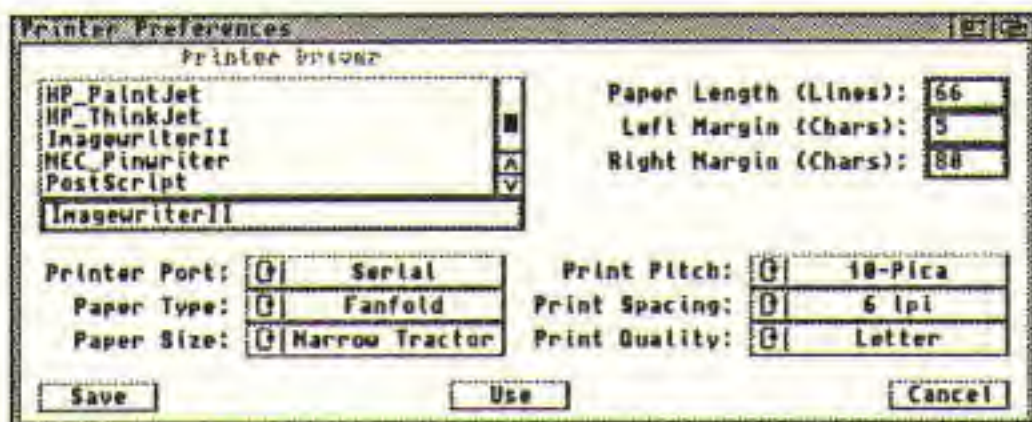 Printer Preferences
Printer Driver
HP_PaintJet
HP_ThinkJet
ImagewriterII
NEC_Pinwriter
PostScript
ImagewriterII
Paper Length (Lines): 66
Left Margin (Chars): 5
Right Margin (Chars): 80
Printer Port: Serial
Paper Type: Fanfold
Paper Size: Narrow Tractor
Print Pitch: 10-Pica
Print Spacing: 6 lpi
Print Quality: Letter
Save
Use
Cancel